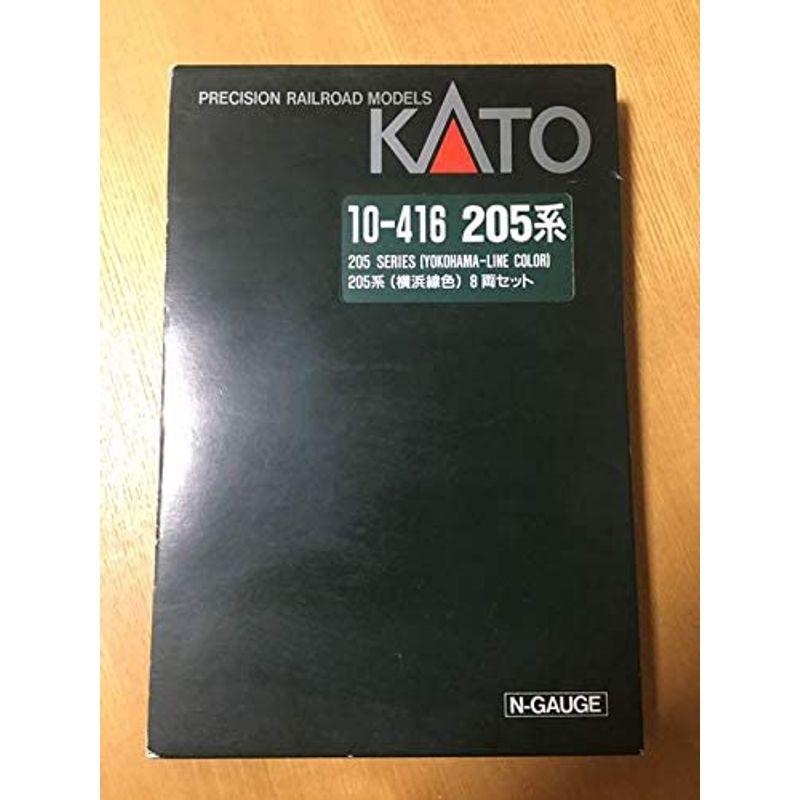 PRECISION RAILROAD MODELS
KATO
10-416 205系
205 SERIES (YOKOHAMA-LINE COLOR)
205系 (横浜線色) 8両セット
N-GAUGE